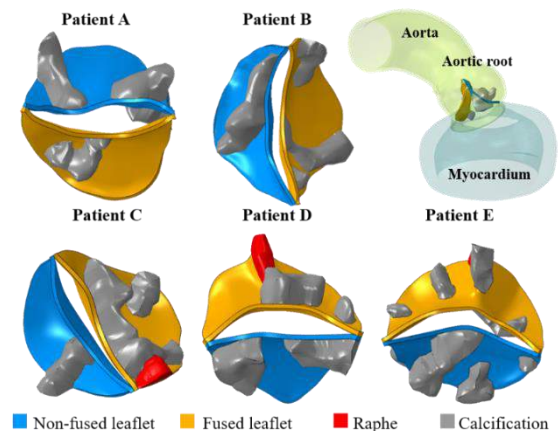 Patient A
Patient B
Aorta
Aortic root
Myocardium
Patient C
Patient D
Patient E
Non-fused leaflet
Fused leaflet
Raphe
Calcification